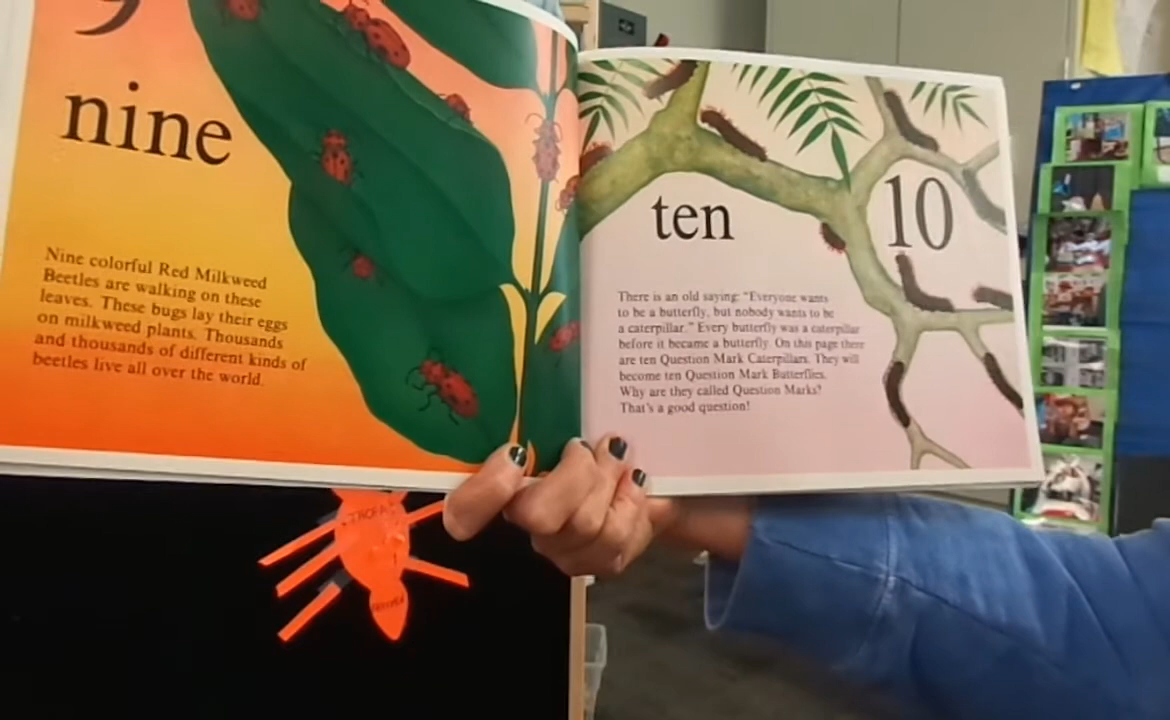 9
nine
Nine colorful Red Milkweed
Beetles are walking on these
leaves. These bugs lay their eggs
on milkweed plants. Thousands
and thousands of different kinds of
beetles live all over the world.
ten
10
There is an old saying: “Everyone wants
to be a butterfly, but nobody wants to be
a caterpillar.” Every butterfly was a caterpillar
before it became a butterfly. On this page there
are ten Question Mark Caterpillars. They will
become ten Question Mark Butterflies.
Why are they called Question Marks?
That’s a good question!